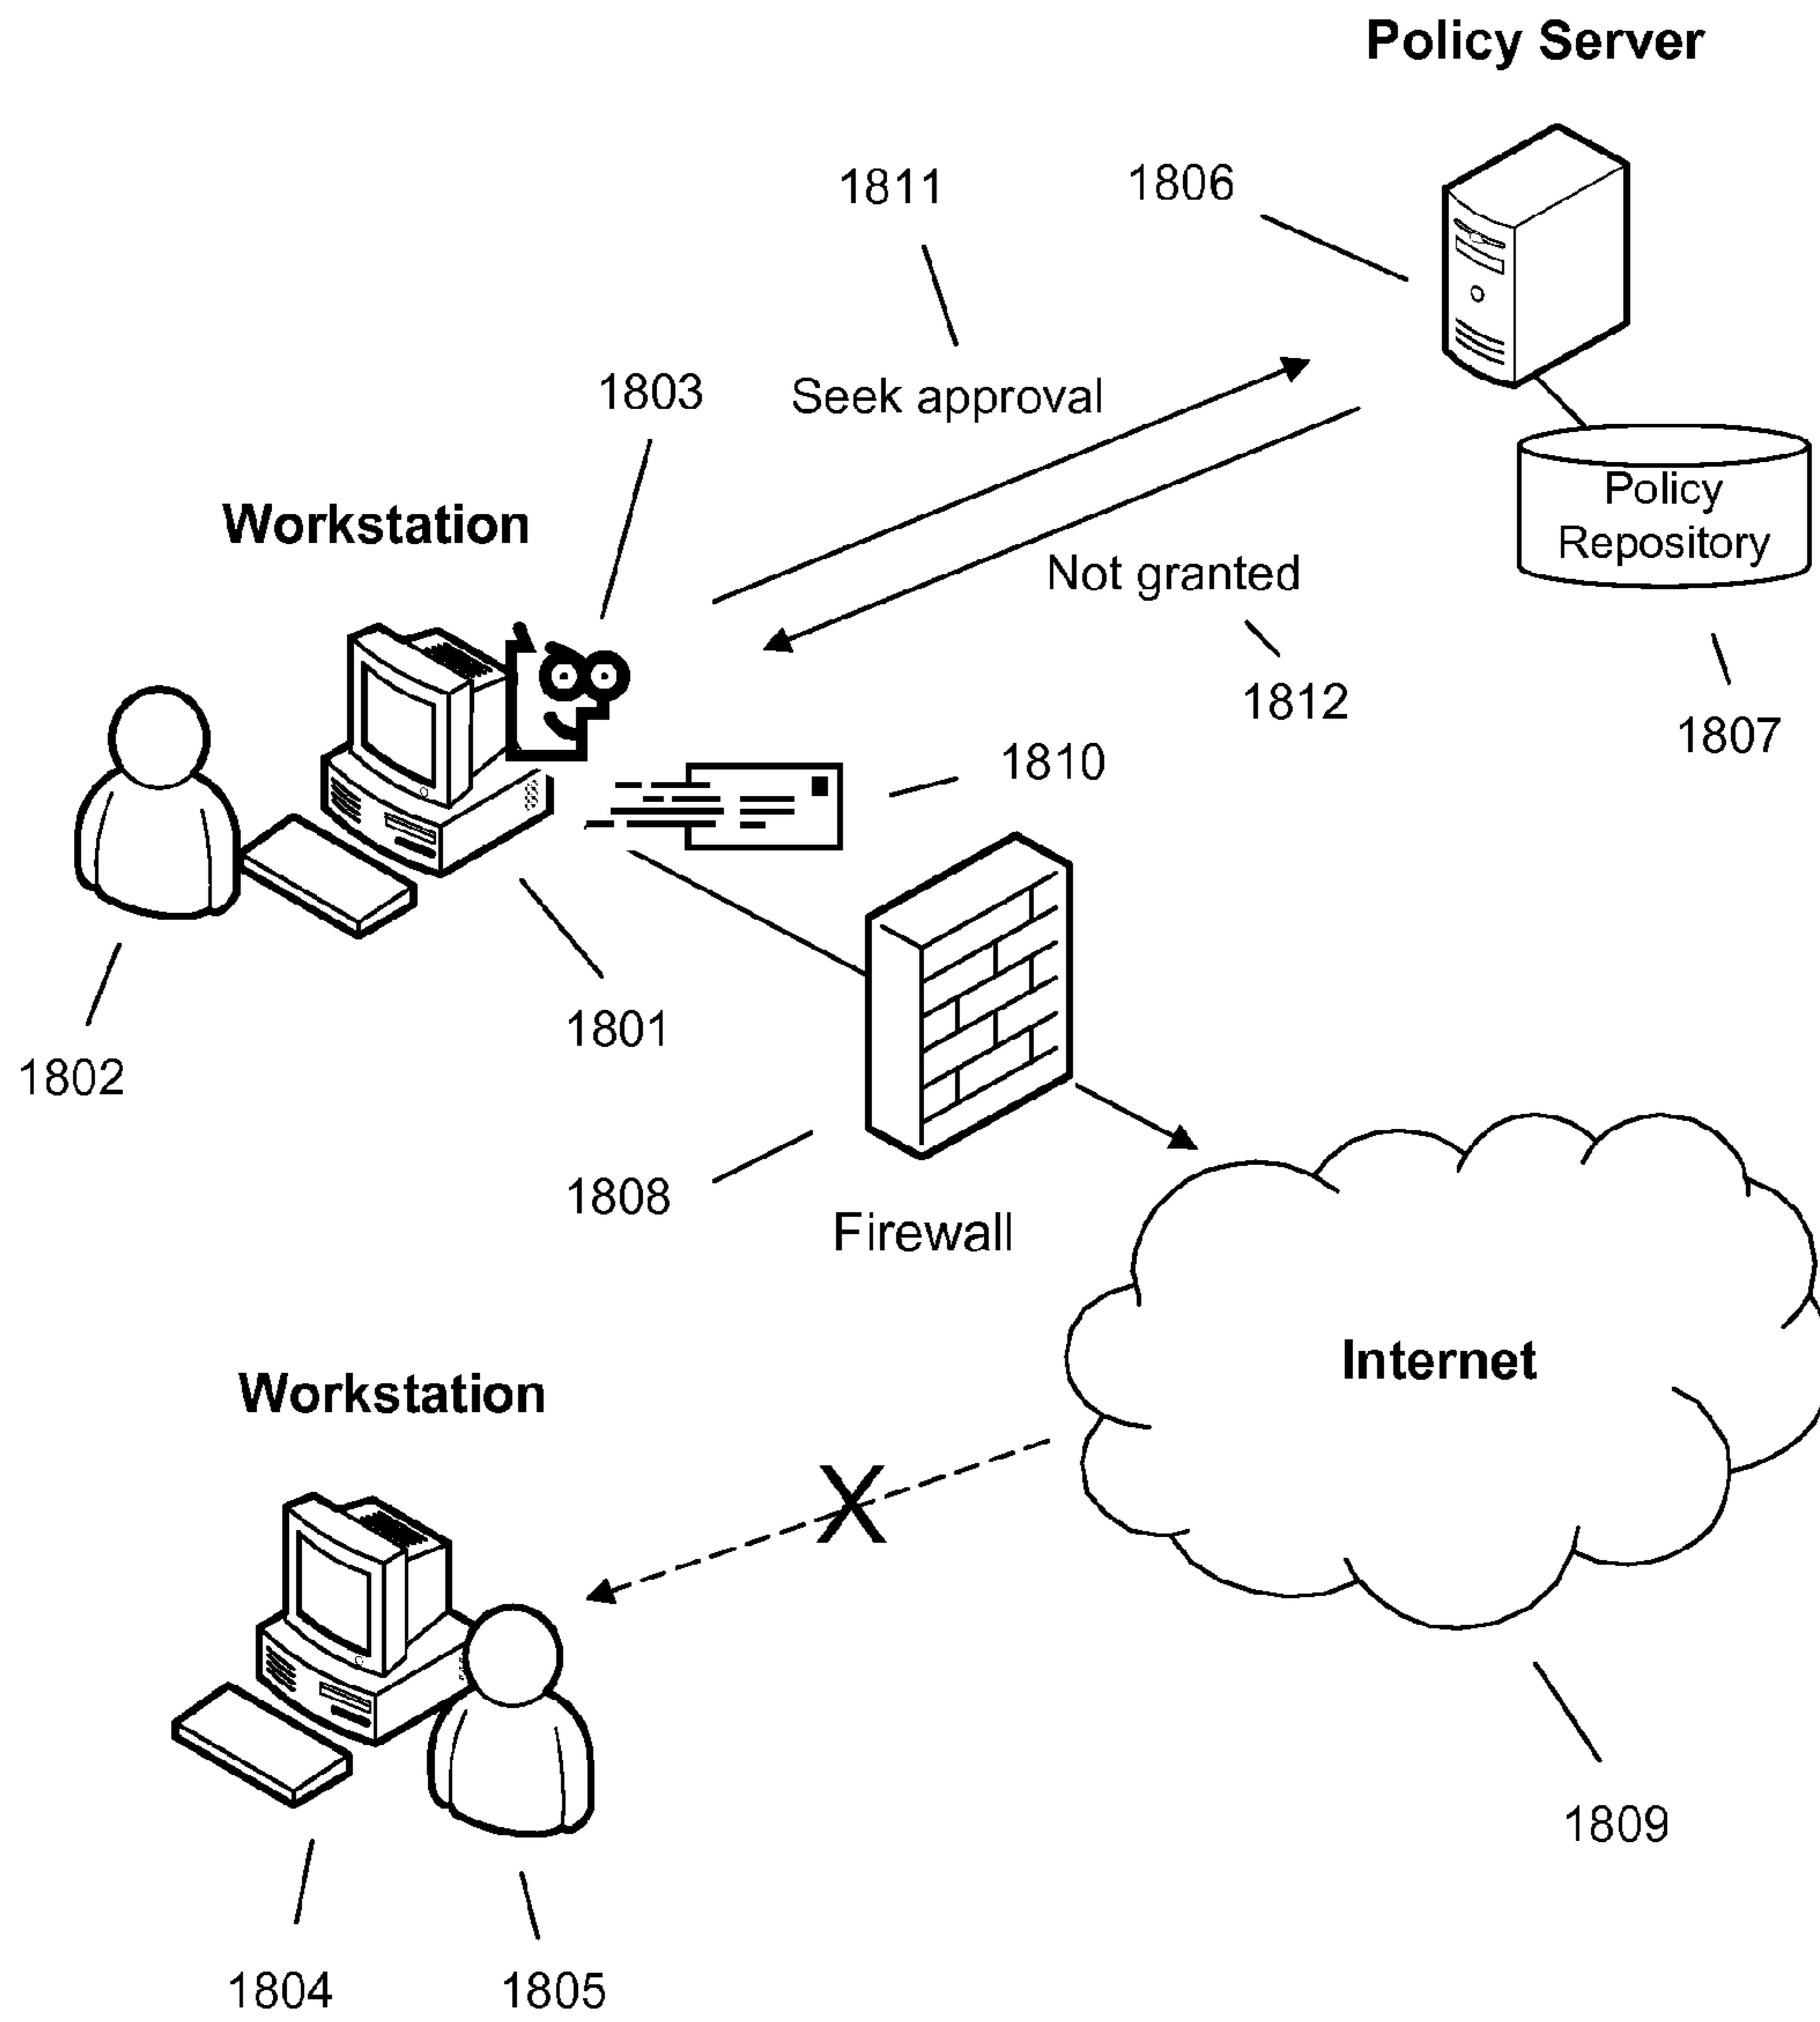 Policy Server
1811
1806
1803
Seek approval
Policy
Repository
Workstation
Not granted
1812
1807
1810
1801
1802
1808
Firewall
Internet
Workstation
1809
1804
1805